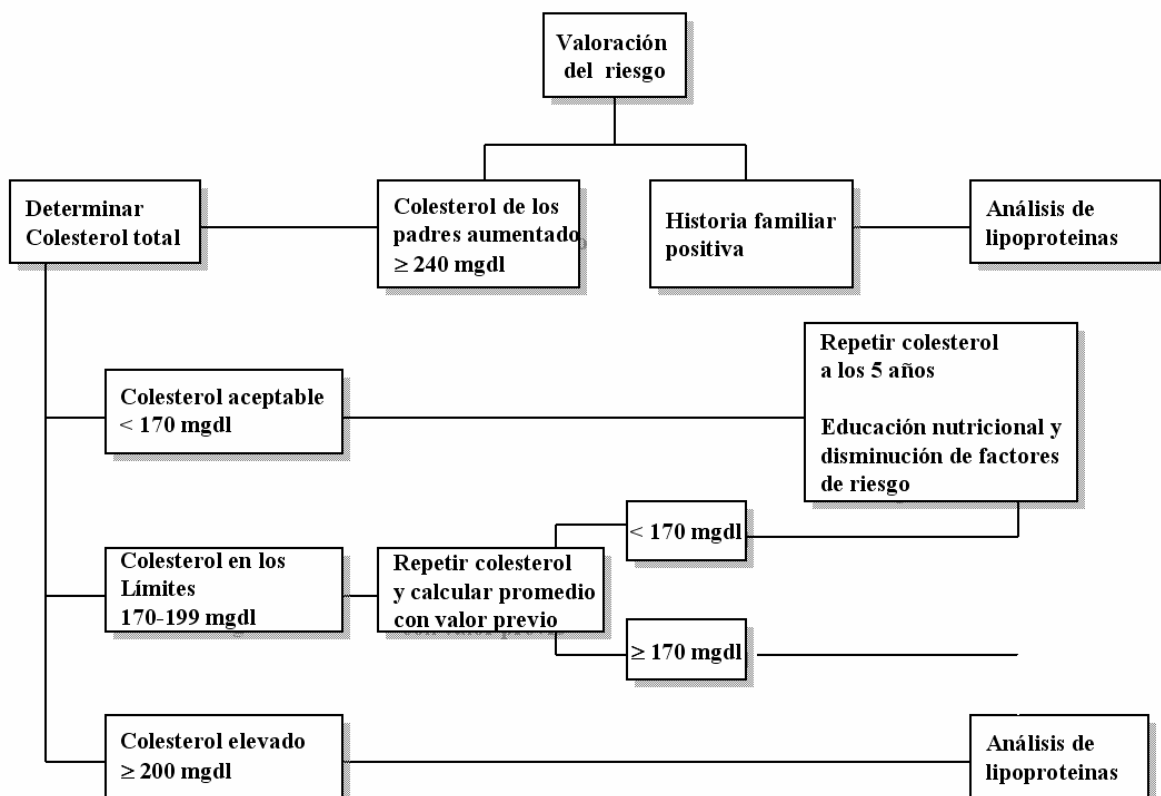 Valoración
del riesgo
Determinar
Colesterol total
Colesterol de los
padres aumentado
≥ 240 mgdl
Historia familiar
positiva
Análisis de
lipoproteinas
Repetir colesterol
a los 5 años
Educación nutricional y
disminución de factores
de riesgo
Colesterol aceptable
< 170 mgdl
< 170 mgdl
Colesterol en los
Límites
170-199 mgdl
Repetir colesterol
y calcular promedio
con valor previo
≥ 170 mgdl
Colesterol elevado
≥ 200 mgdl
Análisis de
lipoproteinas